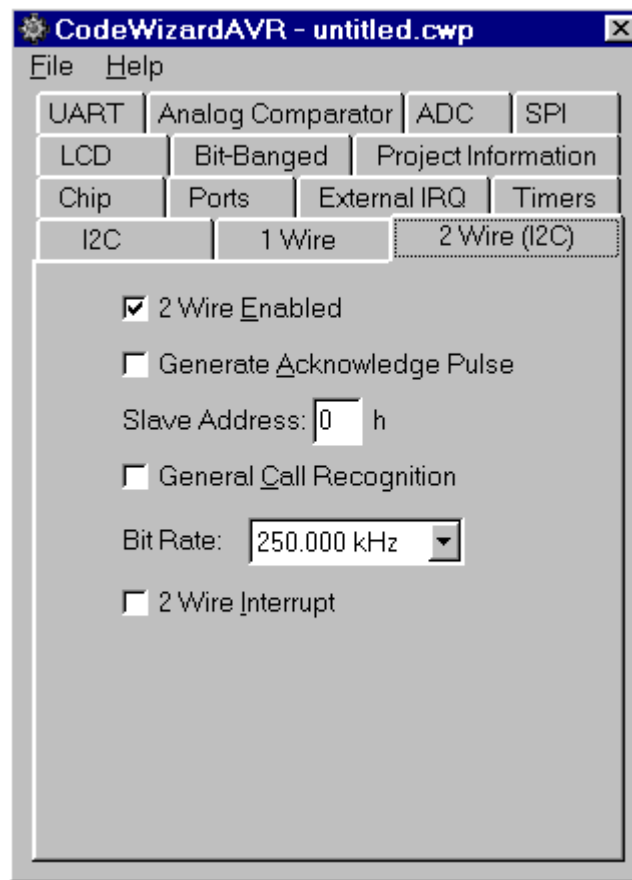 CodeWizardAVR - untitled.cwp
File Help
UART Analog Comparator ADC SPI
LCD Bit-Banged Project Information
Chip Ports External IRQ Timers
I2C 1 Wire 2 Wire (I2C)
2 Wire Enabled
Generate Acknowledge Pulse
Slave Address: 0 h
General Call Recognition
Bit Rate: 250.000 kHz
2 Wire Interrupt